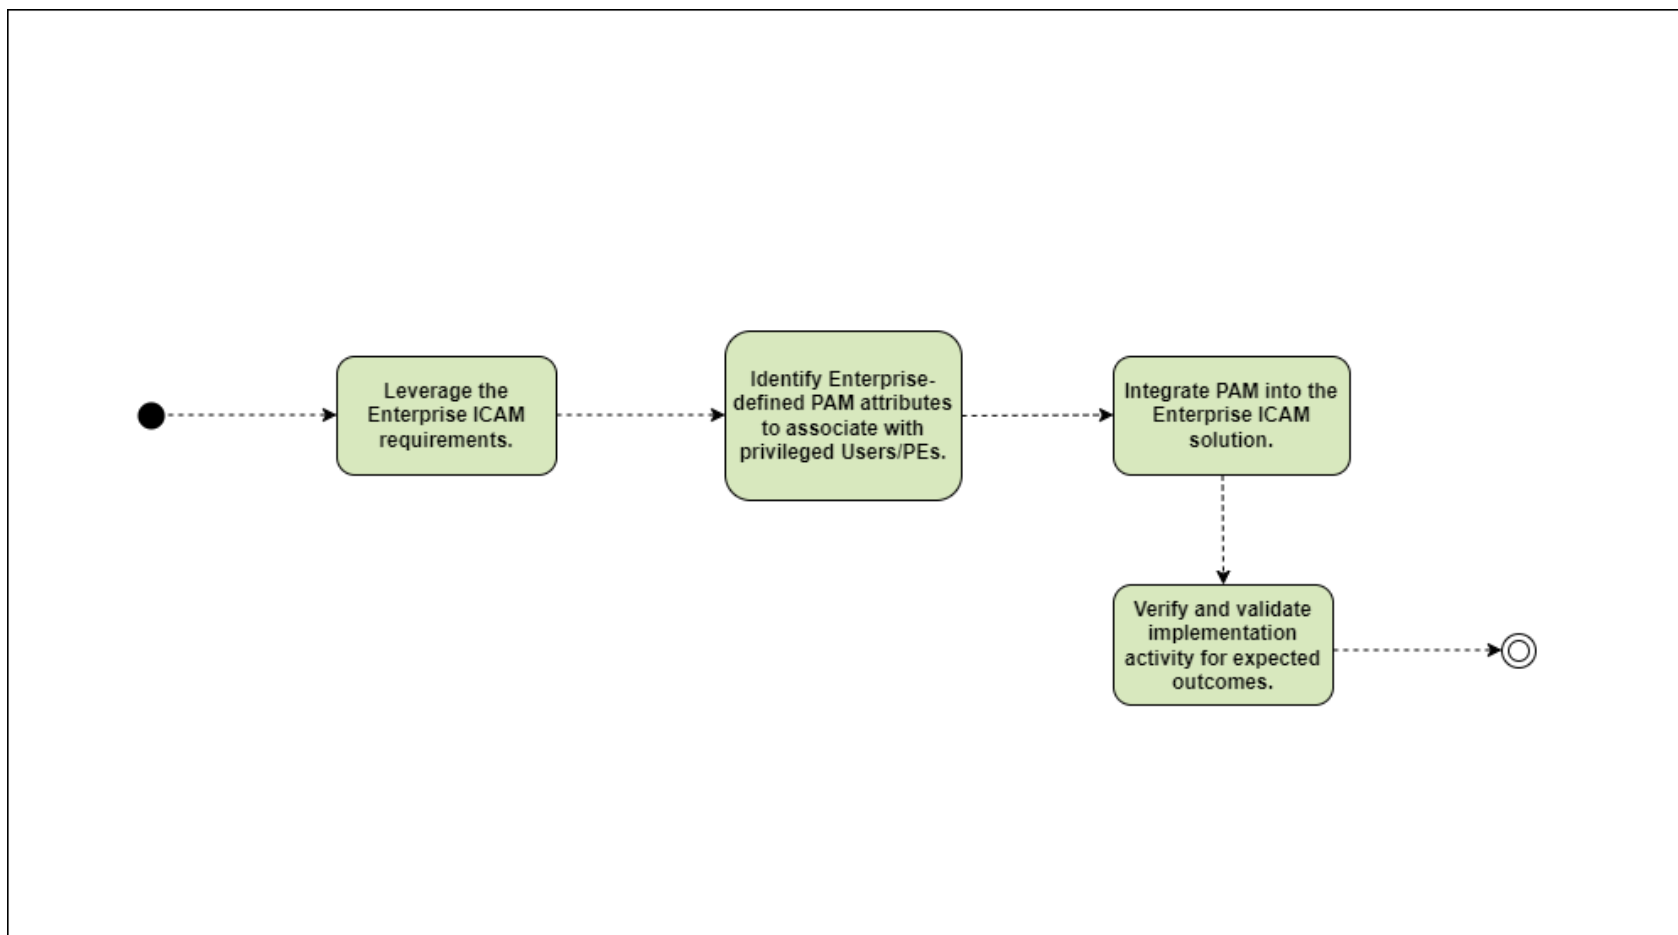 Leverage the
Enterprise ICAM
requirements.
Identify Enterprise-
defined PAM attributes
to associate with
privileged Users/PEs.
Integrate PAM into the
Enterprise ICAM
solution.
Verify and validate
implementation
activity for expected
outcomes.